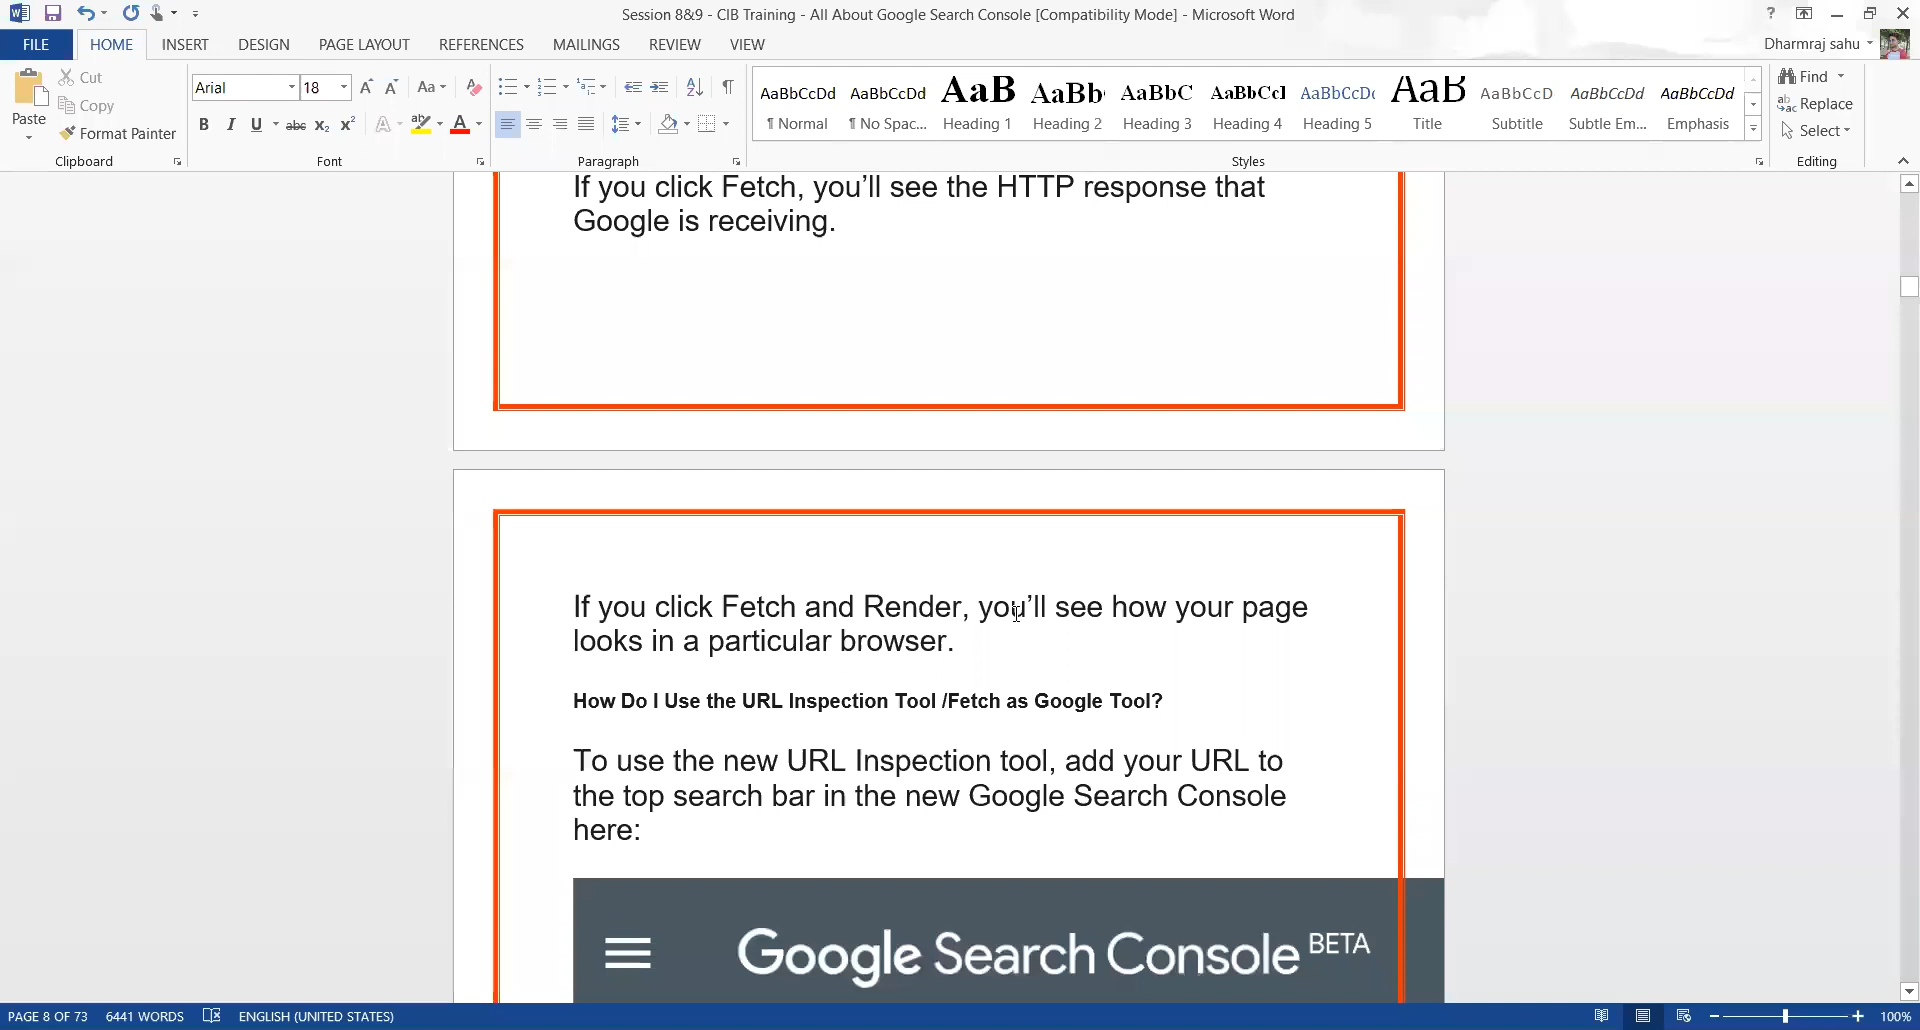 Session 8&9 - CIB Training - All About Google Search Console [Compatibility Mode] - Microsoft Word
?
FILE HOME INSERT DESIGN PAGE LAYOUT REFERENCES MAILINGS REVIEW VIEW Dharmraj sahu
Paste
Cut
Copy
Format Painter
Clipboard
Arial 18
Aa
B I U abc X₂ X² A A
Font
Paragraph
AaBbCcDd AaBbCcDd AaB AaBb( AaBbC AaBbCcI AaBbCcDc AaB AaBbCcD AaBbCcDd AaBbCcDd
¶ Normal ¶ No Spac... Heading 1 Heading 2 Heading 3 Heading 4 Heading 5 Title Subtitle Subtle Em... Emphasis
Styles
Find
Replace
Select
Editing
If you click Fetch, you’ll see the HTTP response that
Google is receiving.
If you click Fetch and Render, you’ll see how your page
looks in a particular browser.
How Do I Use the URL Inspection Tool /Fetch as Google Tool?
To use the new URL Inspection tool, add your URL to
the top search bar in the new Google Search Console
here:
Google Search Console BETA
PAGE 8 OF 73 6441 WORDS ENGLISH (UNITED STATES) 100%